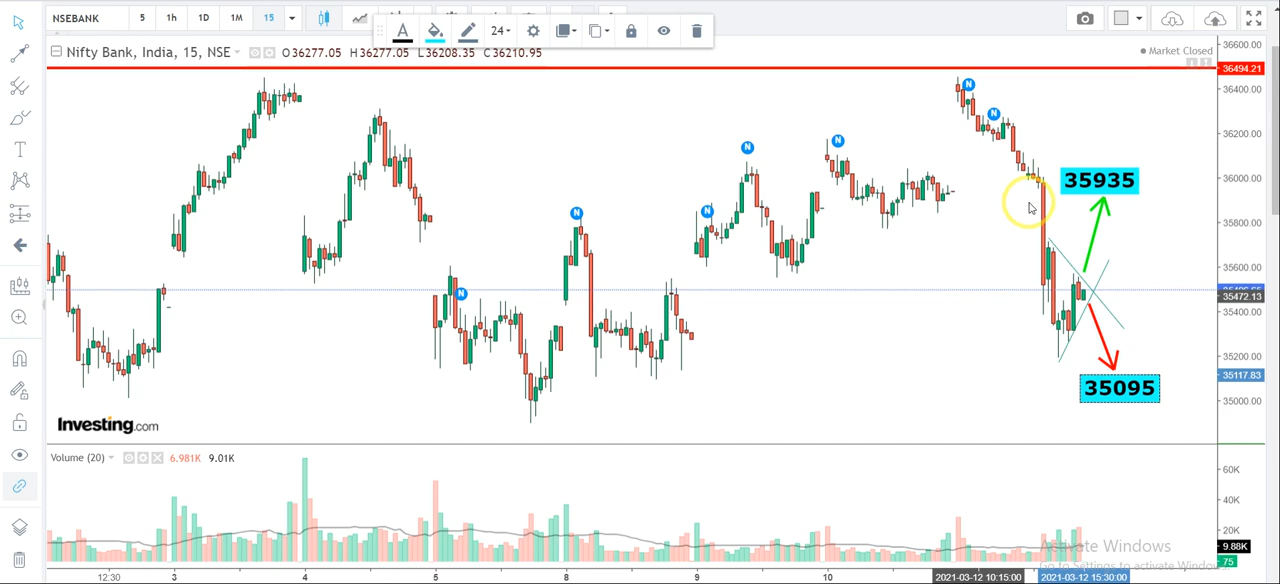 NSEBANK 5 1h 1D 1M 15 24
Nifty Bank, India, 15, NSE O36277.05 H36277.05 L36208.35 C36210.95
Market Closed
36600.00
36494.21
36400.00
36200.00
36000.00
35800.00
35600.00
35472.13
35400.00
35200.00
35117.83
35000.00
N
N
N
N
N
N
N
35935
35095
Investing.com
Volume (20) 6.981K 9.01K
60K
40K
20K
9.88K
75
Activate Windows
Go to Settings to activate Windows.
12:30 3 4 5 8 9 10 2021-03-12 10:15:00 2021-03-12 15:30:00